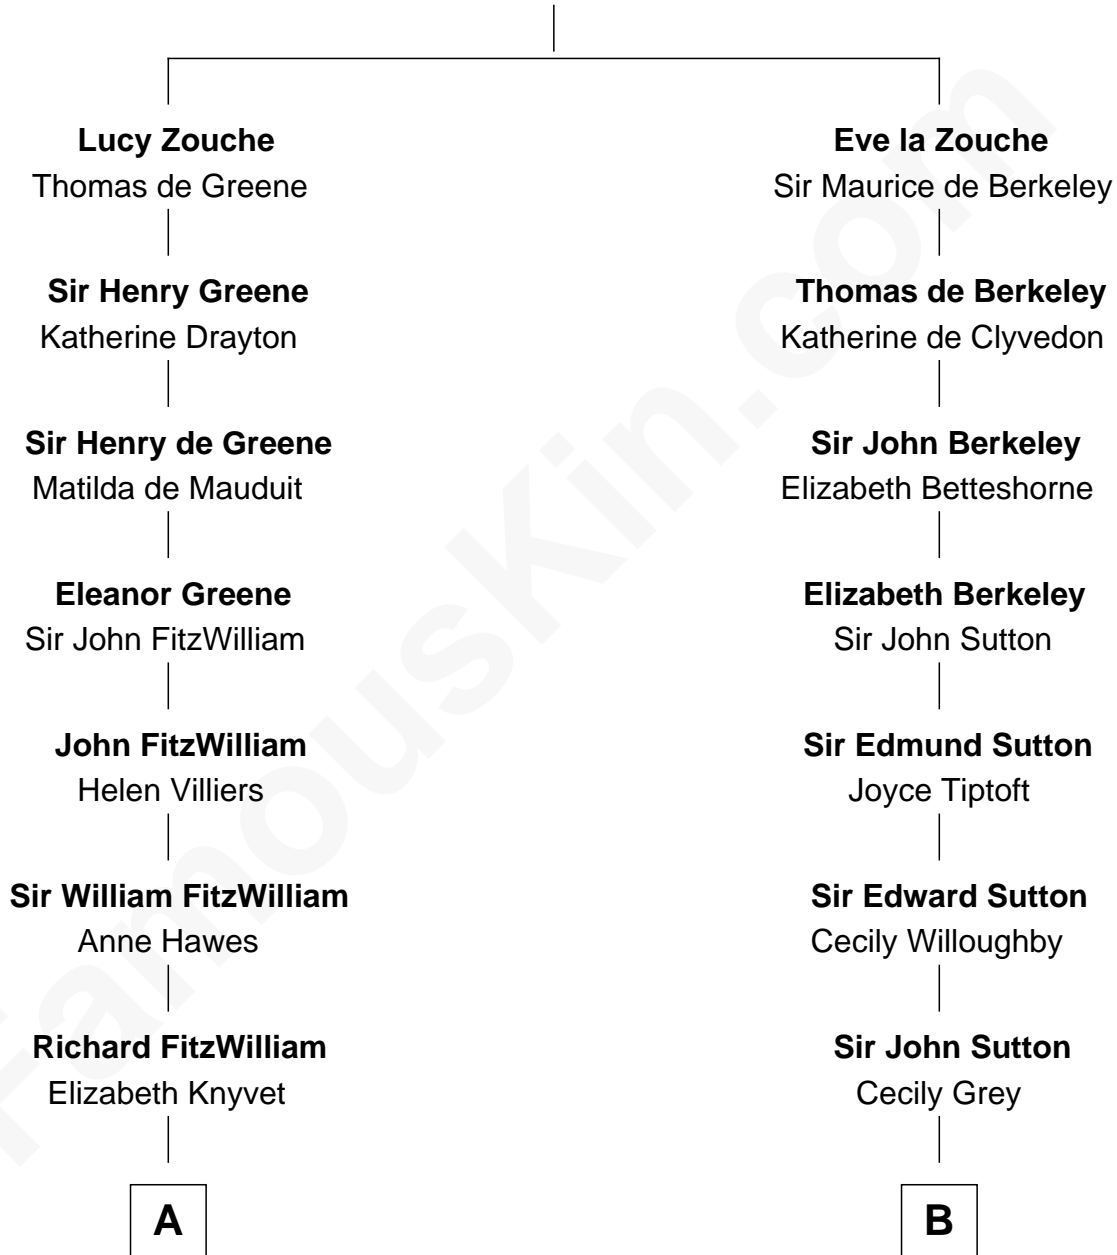 Lucy Zouche
Thomas de Greene
Sir Henry Greene
Katherine Drayton
Sir Henry de Greene
Matilda de Mauduit
Eleanor Greene
Sir John FitzWilliam
John FitzWilliam
Helen Villiers
Sir William FitzWilliam
Anne Hawes
Richard FitzWilliam
Elizabeth Knyvet
A
Eve la Zouche
Sir Maurice de Berkeley
Thomas de Berkeley
Katherine de Clyvedon
Sir John Berkeley
Elizabeth Betteshorne
Elizabeth Berkeley
Sir John Sutton
Sir Edmund Sutton
Joyce Tiptoft
Sir Edward Sutton
Cecily Willoughby
Sir John Sutton
Cecily Grey
B
FamousKin.com